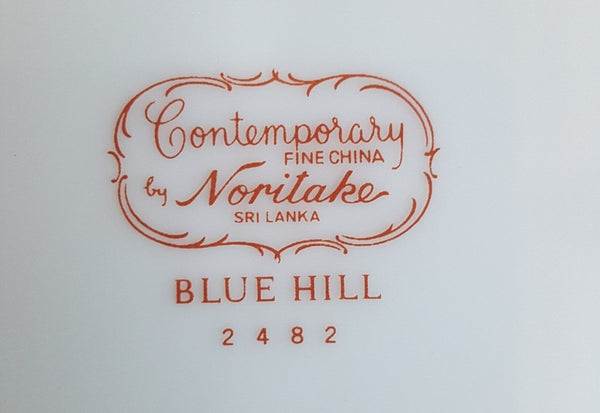 Contemporary
FINE CHINA
by Noritake
SRI LANKA
BLUE HILL
2482